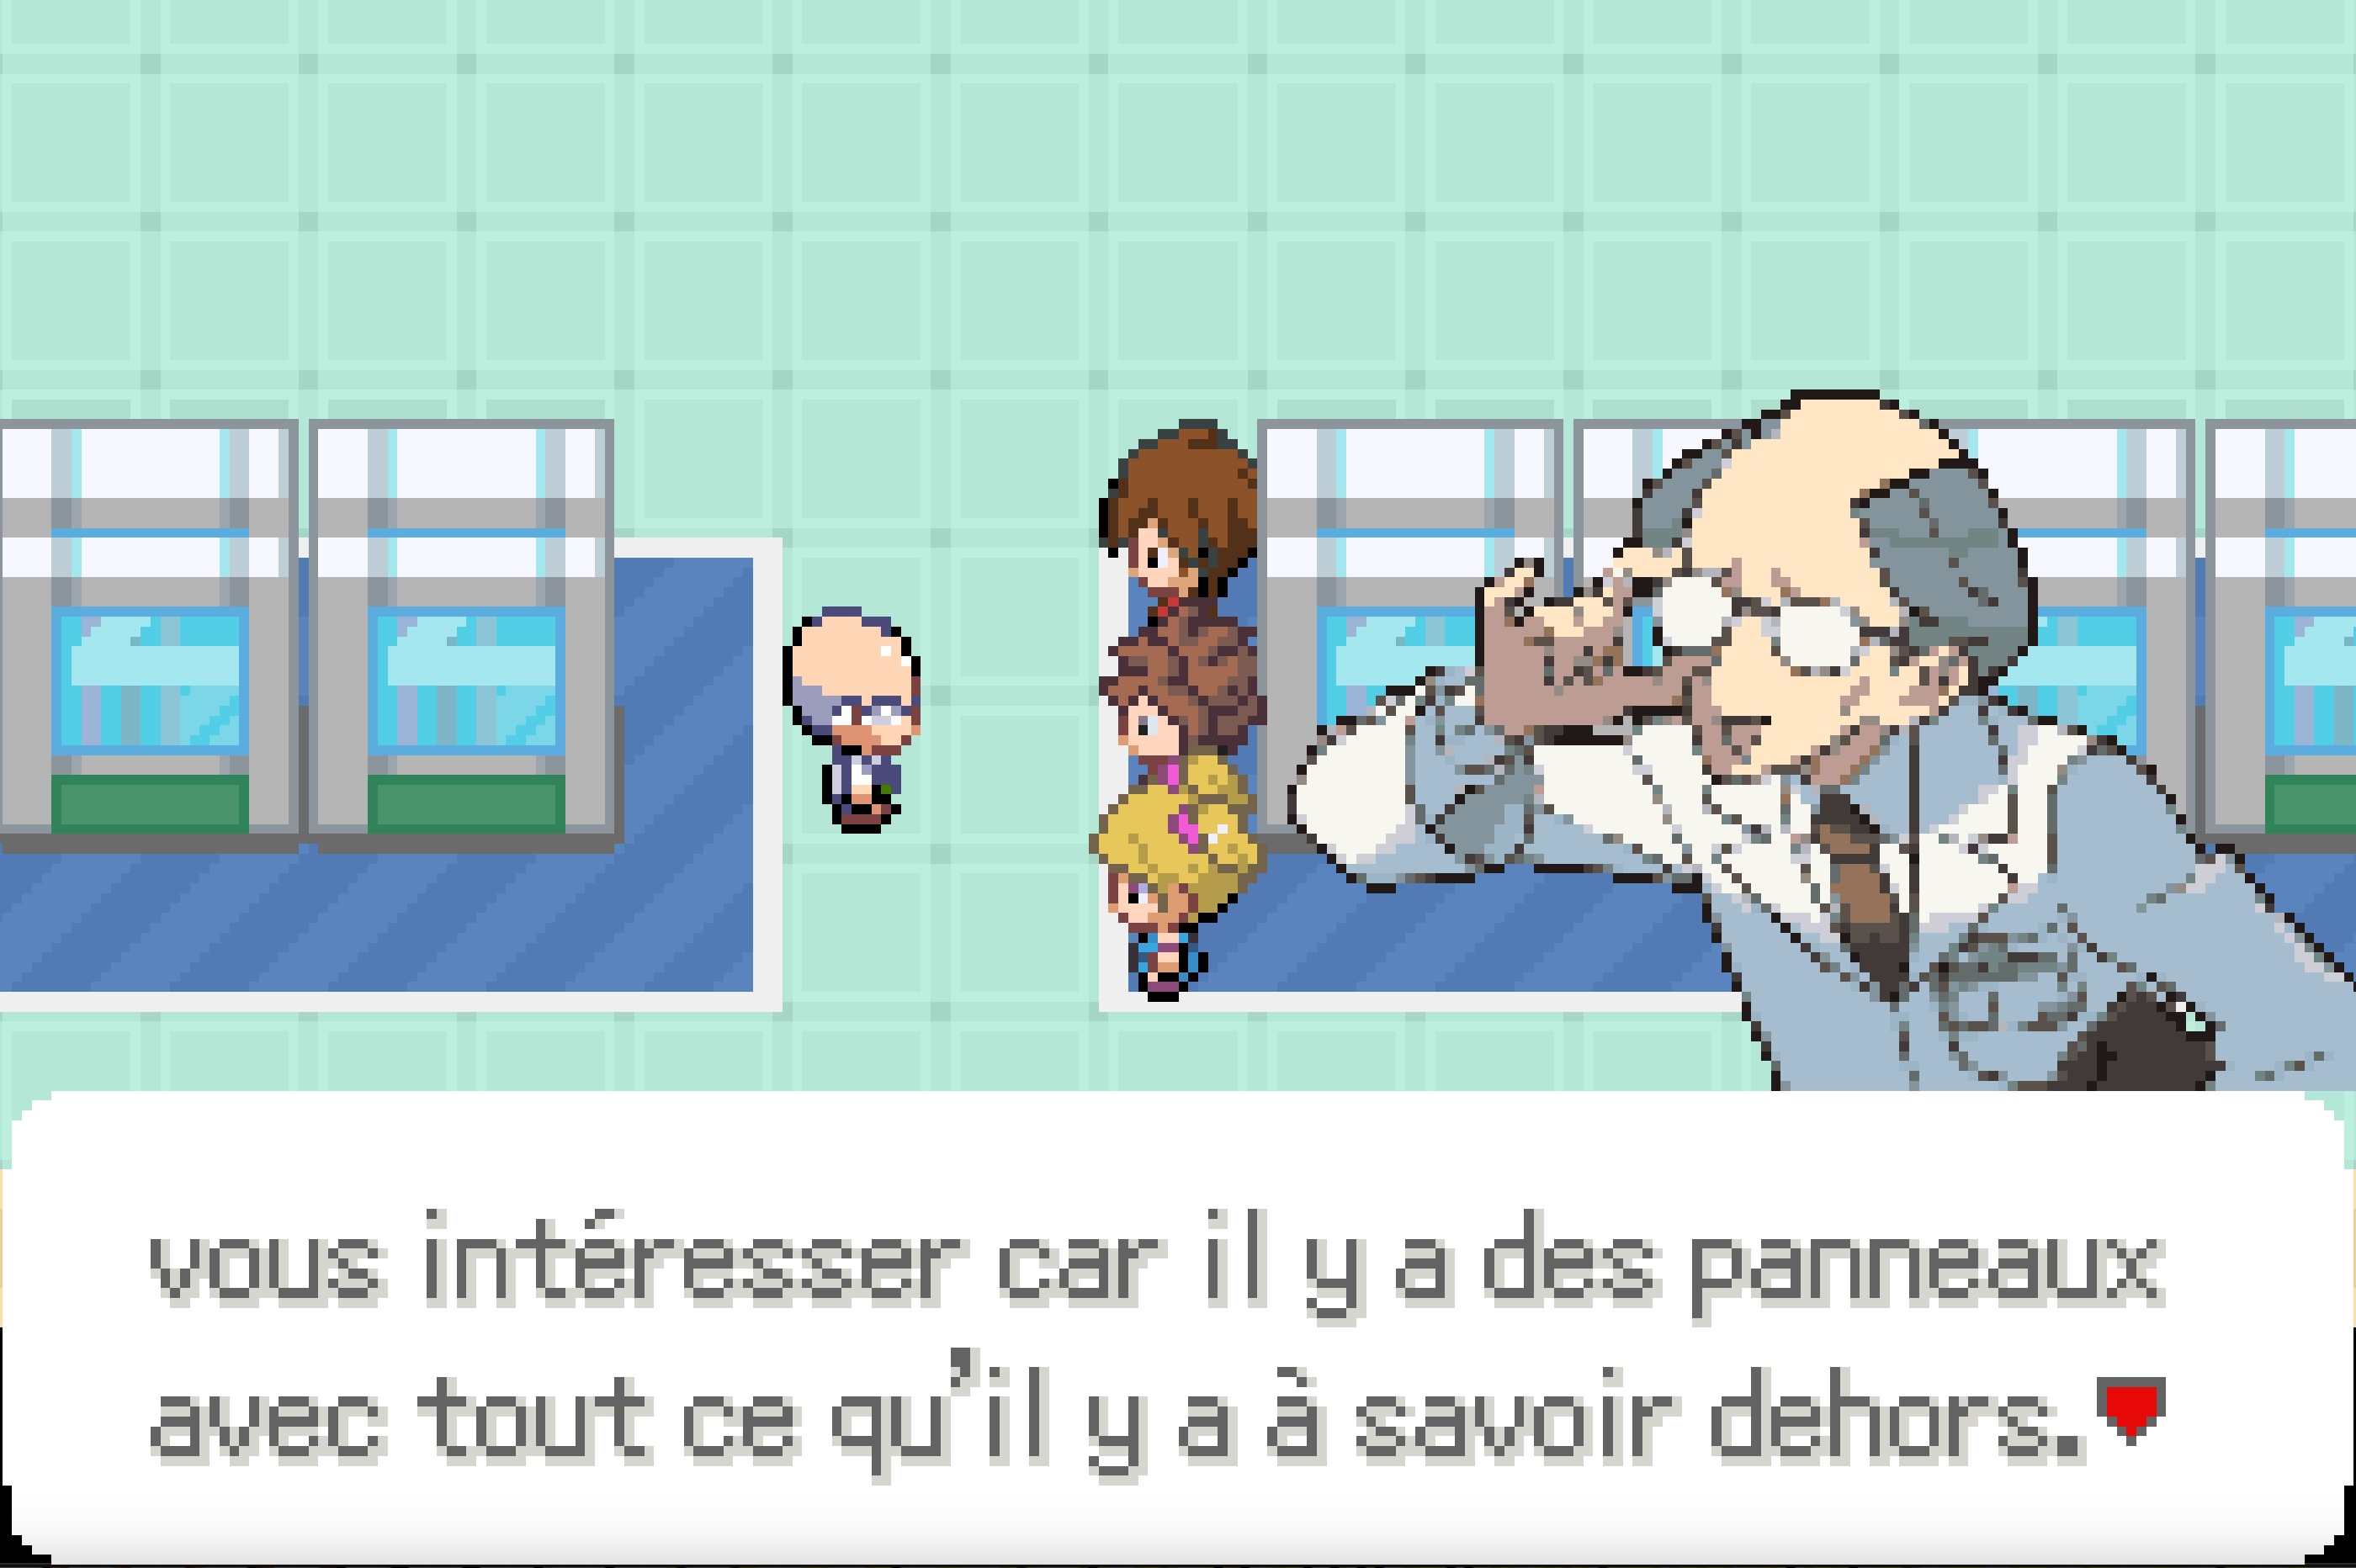 vous intéresser car il y a des panneaux
avec tout ce qu'il y a à savoir dehors.